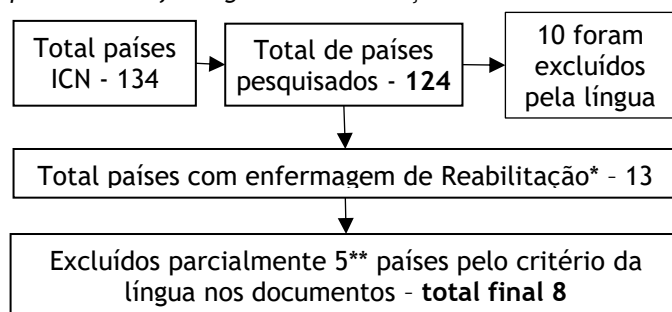 Total países
ICN - 134
Total de países
pesquisados - 124
10 foram
excluídos
pela língua
Total países com enfermagem de Reabilitação* - 13
Excluídos parcialmente 5** países pelo critério da
língua nos documentos - total final 8